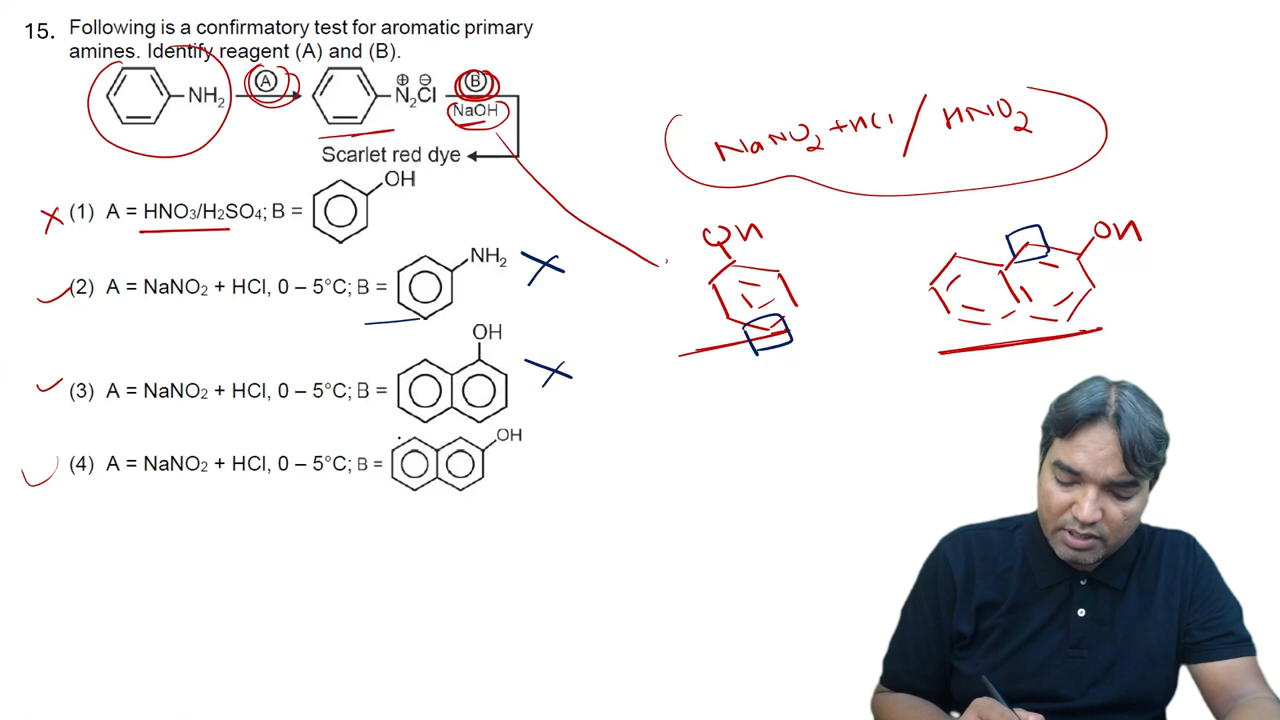 15. Following is a confirmatory test for aromatic primary
amines. Identify reagent (A) and (B).
NH₂ A N₂Cl ⊕ ⊖ B
NaOH
Scarlet red dye
OH
(1) A = HNO₃/H₂SO₄; B =
NH₂
(2) A = NaNO₂ + HCl, 0 – 5°C; B =
OH
(3) A = NaNO₂ + HCl, 0 – 5°C; B =
OH
(4) A = NaNO₂ + HCl, 0 – 5°C; B =
NaNO₂ + HCl / HNO₂
OH
OH